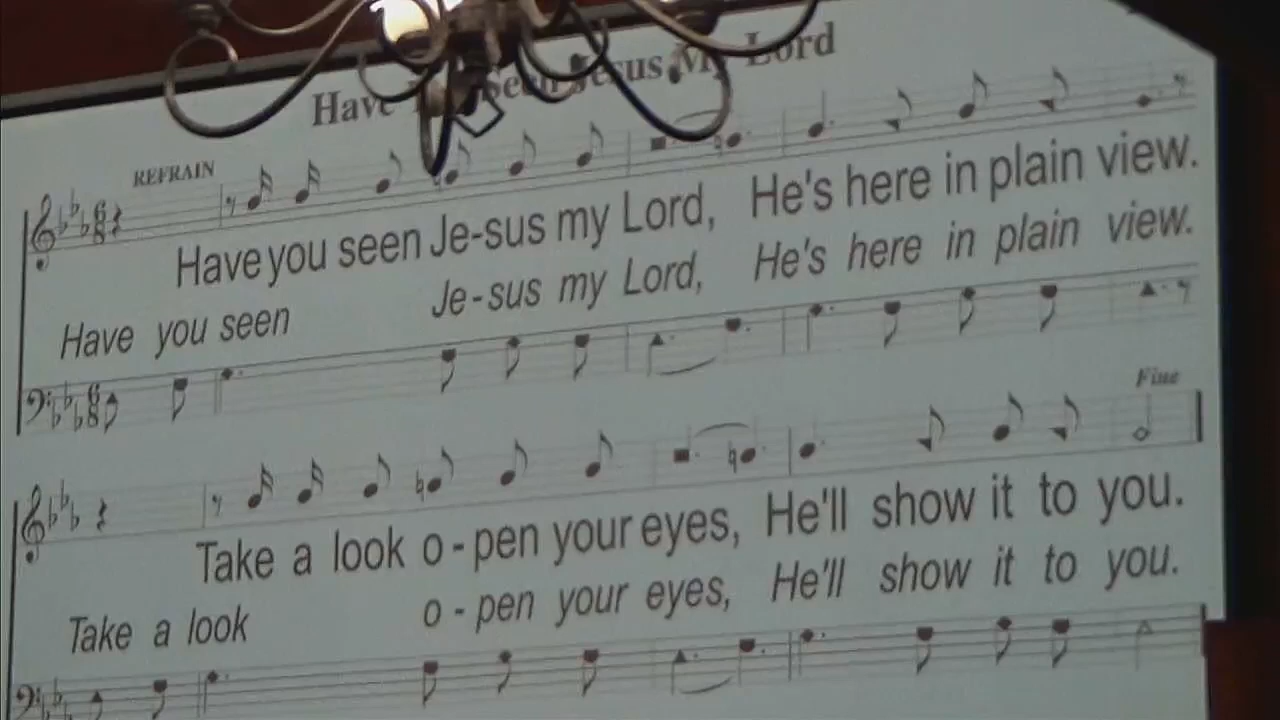 Have Seen Jesus My Lord
REFRAIN
Have you seen Je-sus my Lord, He's here in plain view.
Have you seen Je-sus my Lord, He's here in plain view.
Fine
Take a look o-pen your eyes, He'll show it to you.
Take a look o-pen your eyes, He'll show it to you.